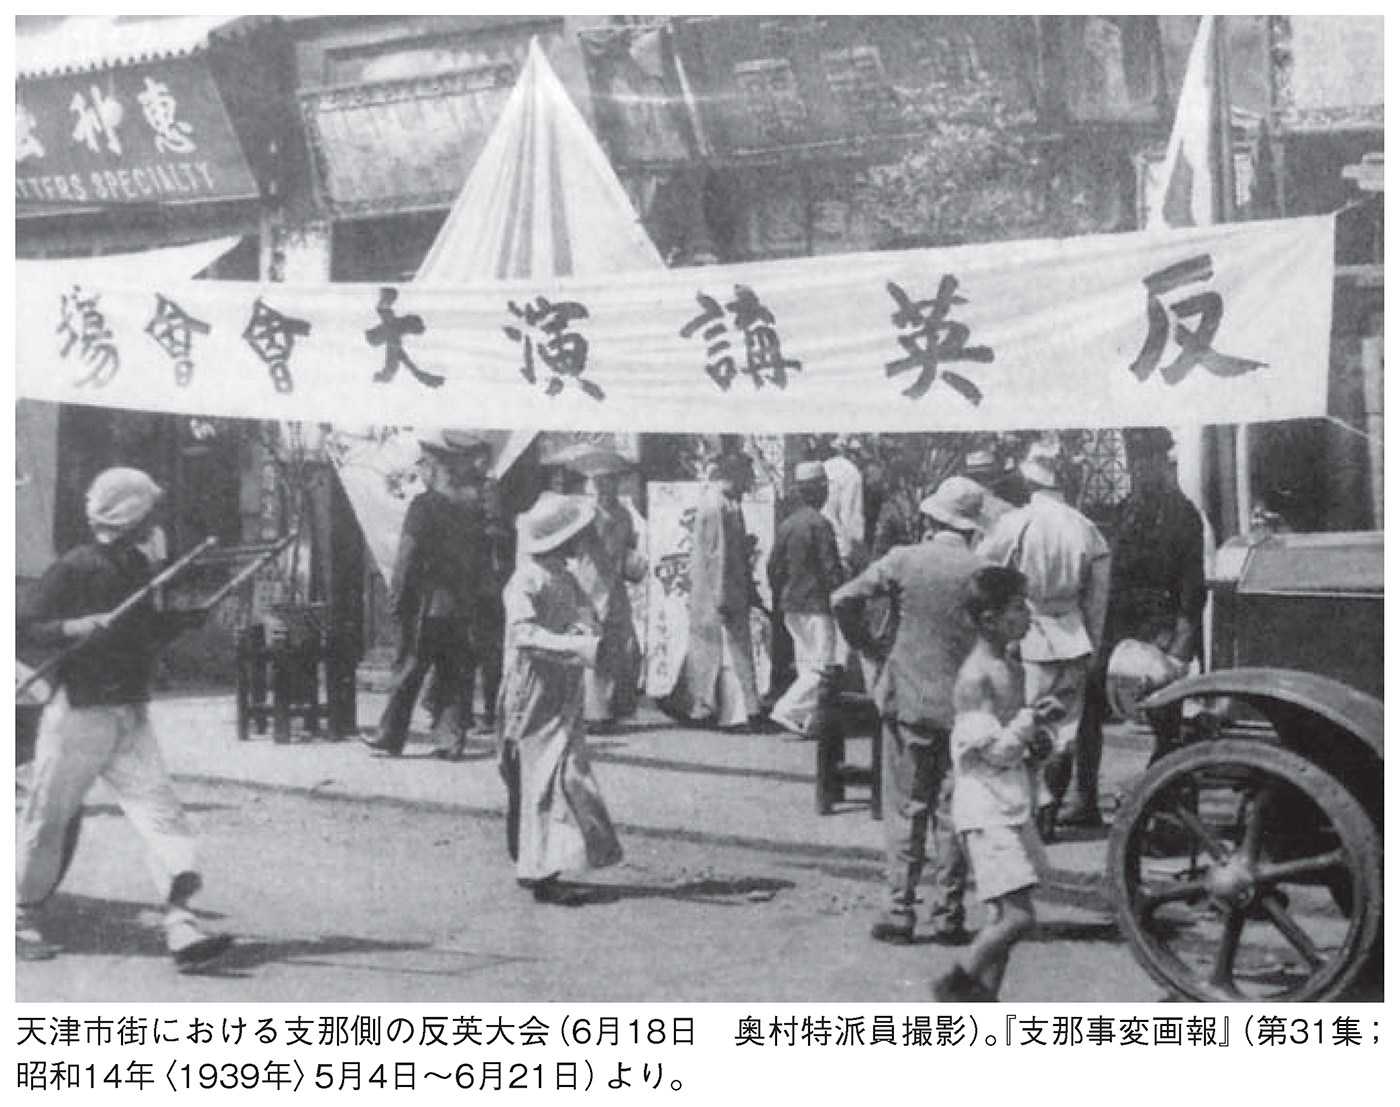 惠利公
ATTERS SPECIALTY
反英講演大會會場
天津市街における支那側の反英大会（6月18日　奥村特派員撮影）。『支那事変画報』（第31集；
昭和14年〈1939年〉5月4日〜6月21日）より。